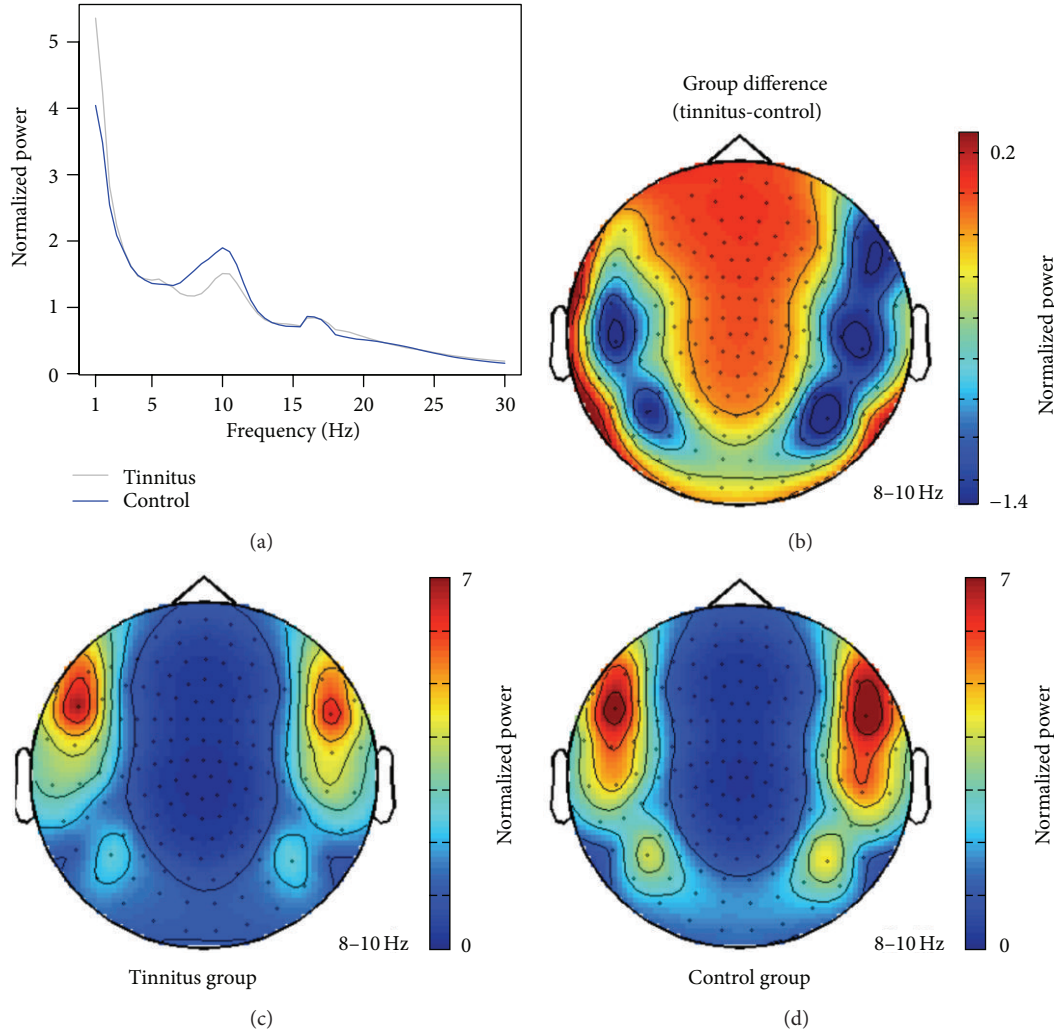 5
4
3
2
1
0
Normalized power
1 5 10 15 20 25 30
Frequency (Hz)
Tinnitus
Control
(a)
Group difference
(tinnitus-control)
0.2
−1.4
Normalized power
8–10 Hz
(b)
7
0
Normalized power
8–10 Hz
Tinnitus group
(c)
7
0
Normalized power
8–10 Hz
Control group
(d)